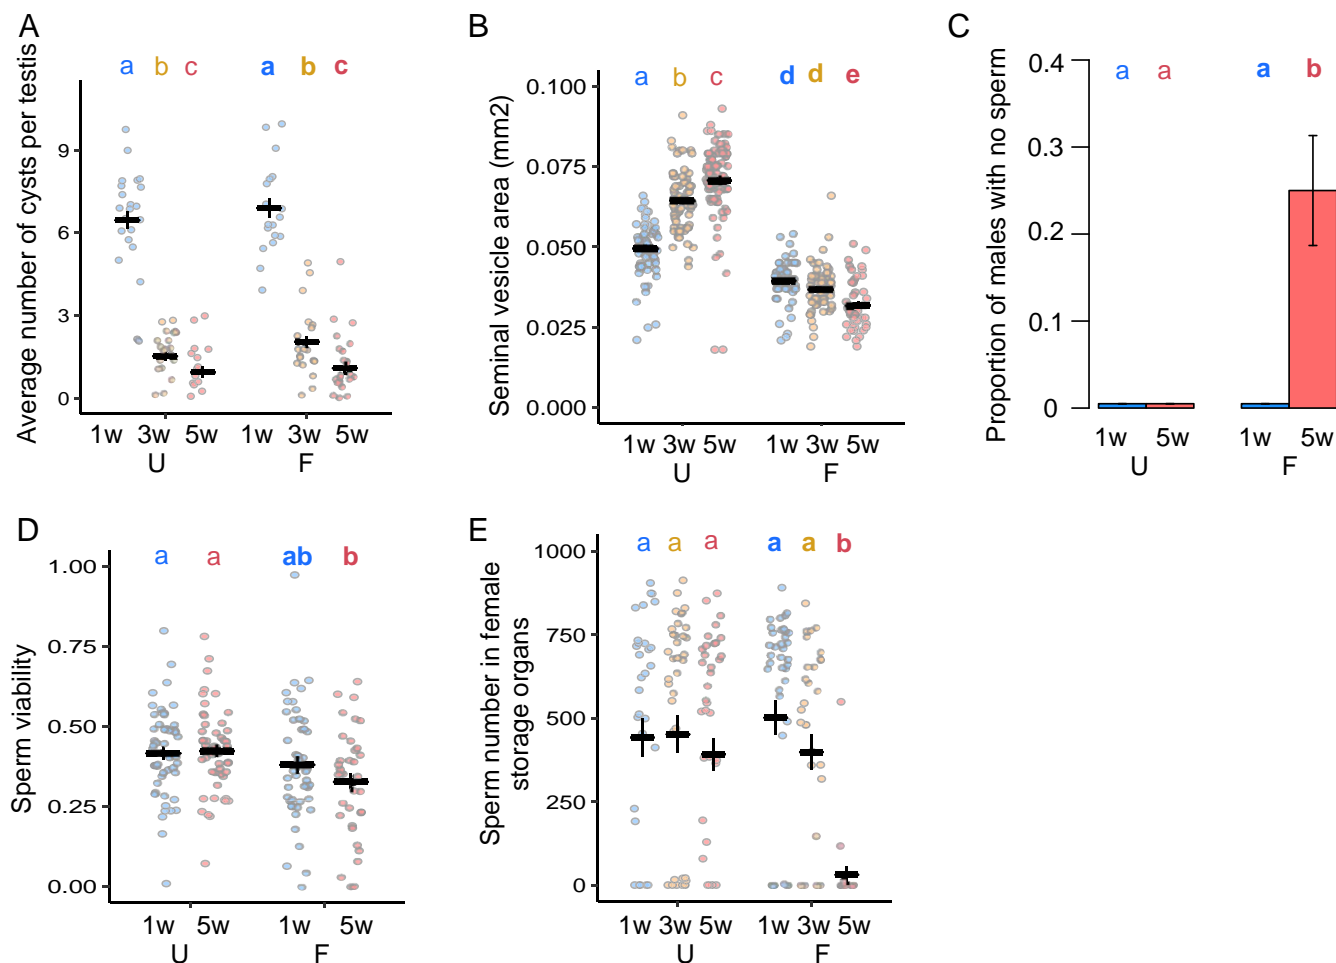 A
Average number of cysts per testis
a b c a b c
9
6
3
0
1w 3w 5w 1w 3w 5w
U F
B
Seminal vesicle area (mm2)
a b c d d e
0.100
0.075
0.050
0.025
0.000
1w 3w 5w 1w 3w 5w
U F
C
Proportion of males with no sperm
a a a b
0.4
0.3
0.2
0.1
0
1w 5w 1w 5w
U F
D
Sperm viability
a a ab b
1.00
0.75
0.50
0.25
0.00
1w 5w 1w 5w
U F
E
Sperm number in female
storage organs
a a a a a b
1000
750
500
250
0
1w 3w 5w 1w 3w 5w
U F